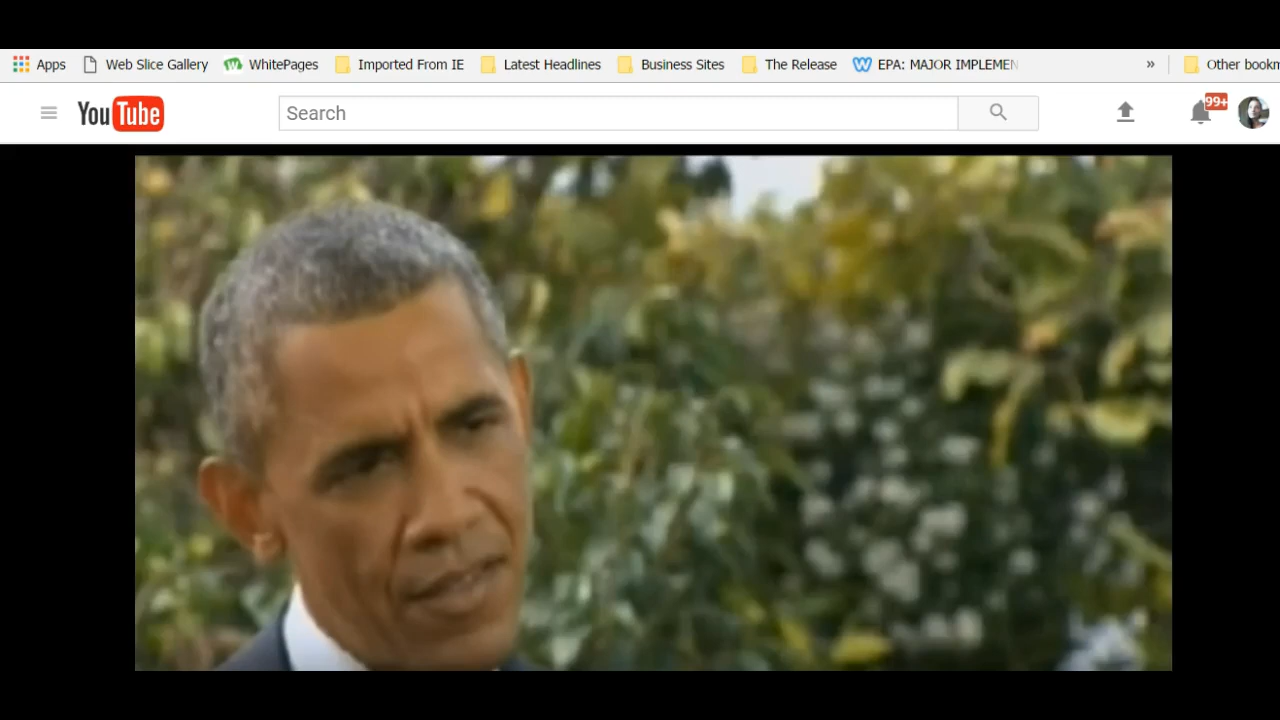 Apps Web Slice Gallery WhitePages Imported From IE Latest Headlines Business Sites The Release EPA: MAJOR IMPLEMEN » Other bookm
YouTube Search 99+